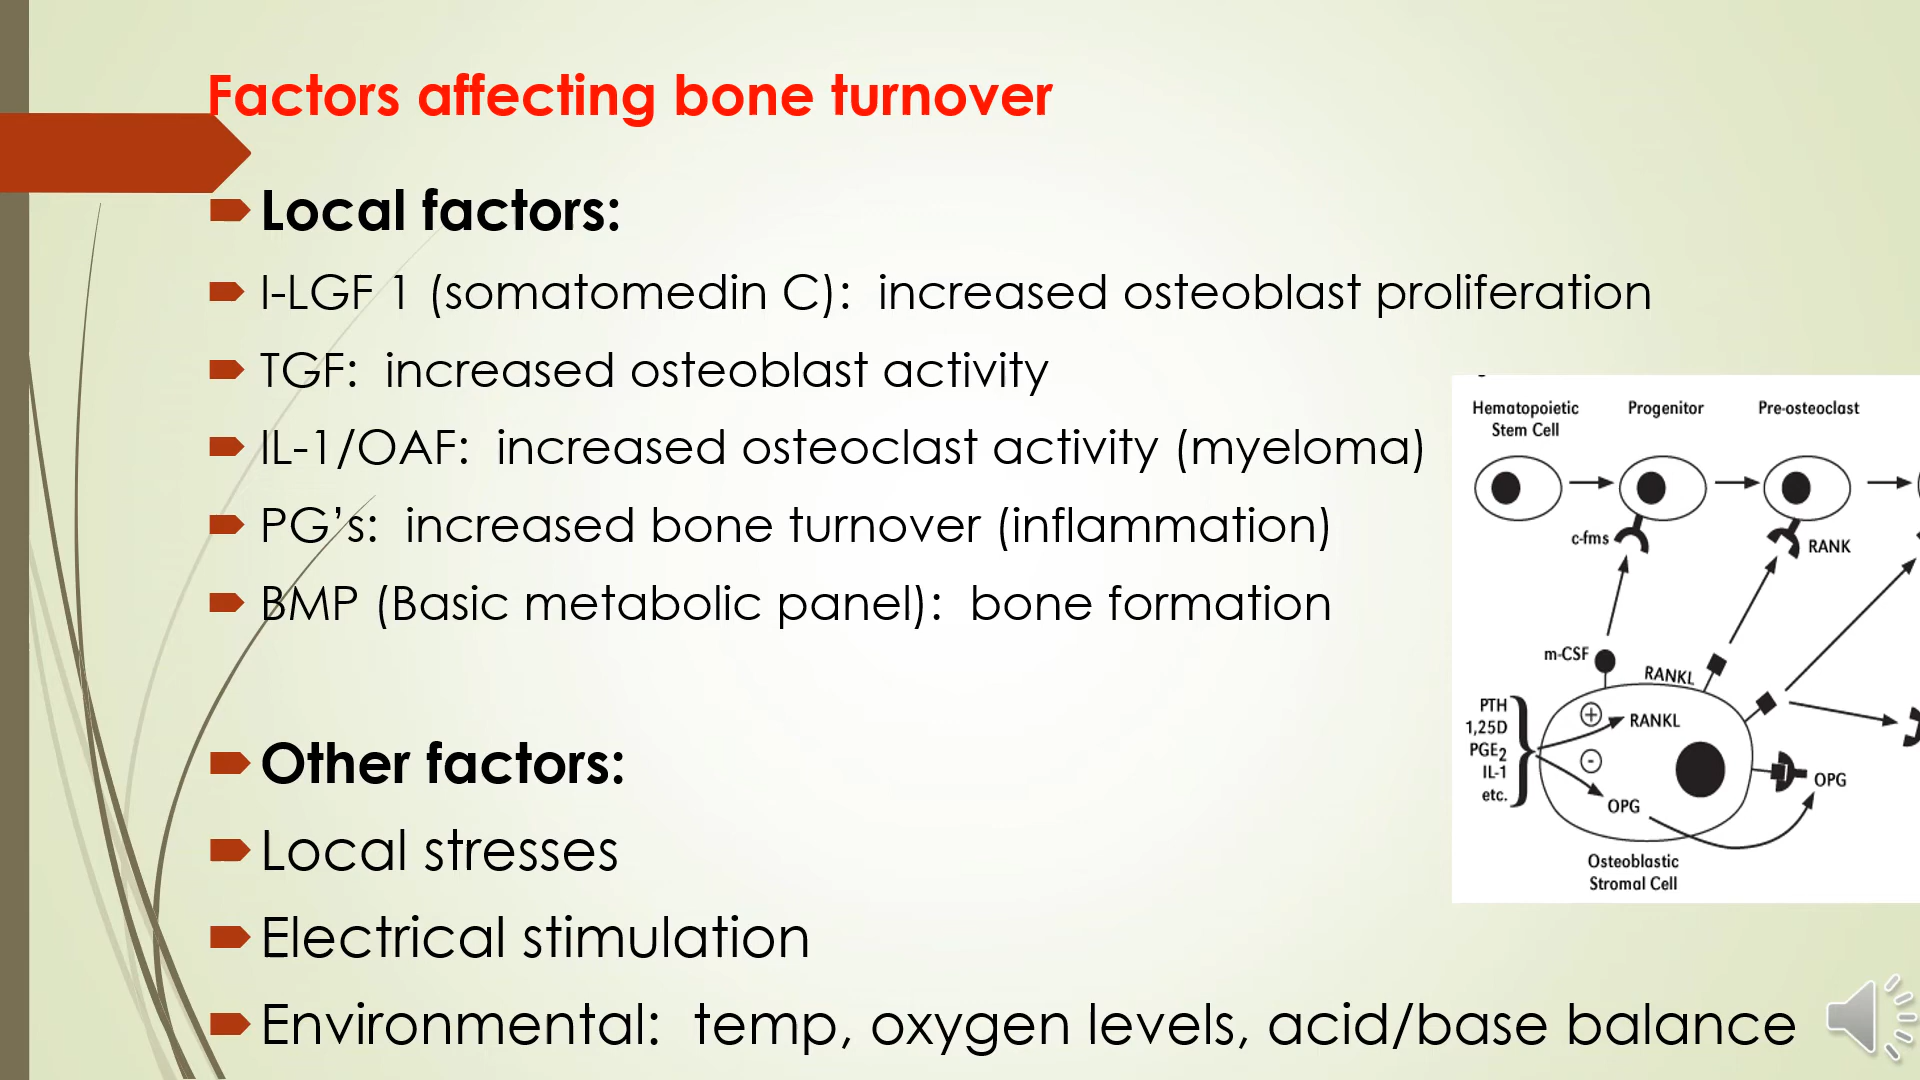 Factors affecting bone turnover
Local factors:
I-LGF 1 (somatomedin C):  increased osteoblast proliferation
TGF:  increased osteoblast activity
IL-1/OAF:  increased osteoclast activity (myeloma)
PG’s:  increased bone turnover (inflammation)
BMP (Basic metabolic panel):  bone formation
Other factors:
Local stresses
Electrical stimulation
Environmental:  temp, oxygen levels, acid/base balance
Hematopoietic
Stem Cell
Progenitor
Pre-osteoclast
c-fms
RANK
m-CSF
RANKL
PTH
1,25D
PGE2
IL-1
etc.
+
RANKL
-
OPG
OPG
Osteoblastic
Stromal Cell